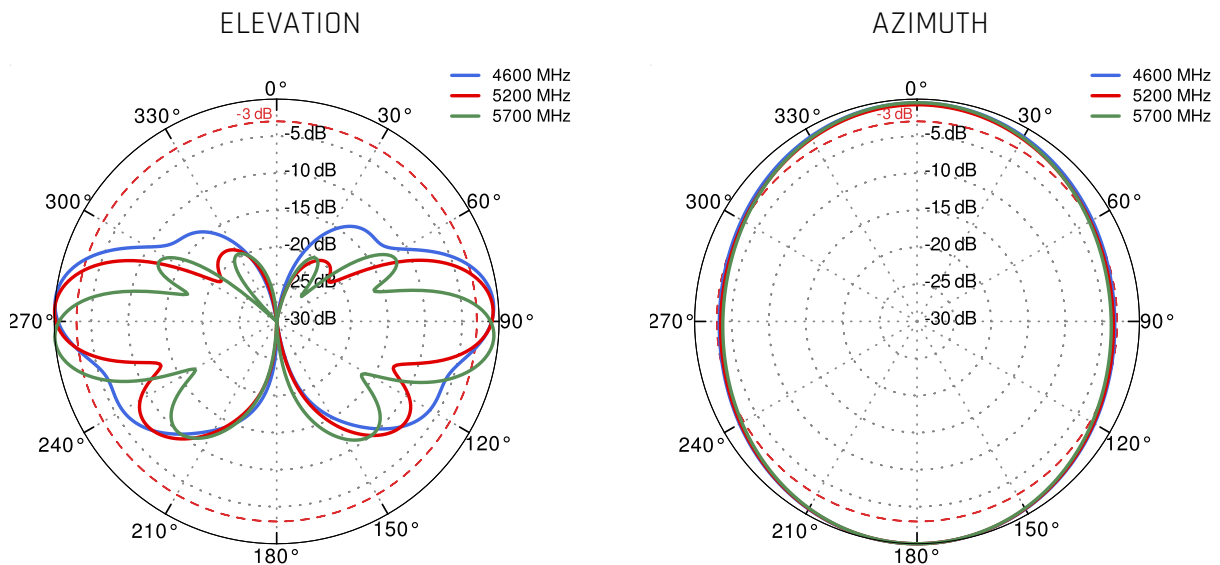 ELEVATION
4600 MHz
5200 MHz
5700 MHz
0°
30°
60°
90°
120°
150°
180°
210°
240°
270°
300°
330°
-3 dB
-5 dB
-10 dB
-15 dB
-20 dB
-25 dB
-30 dB
AZIMUTH
4600 MHz
5200 MHz
5700 MHz
0°
30°
60°
90°
120°
150°
180°
210°
240°
270°
300°
330°
-3 dB
-5 dB
-10 dB
-15 dB
-20 dB
-25 dB
-30 dB